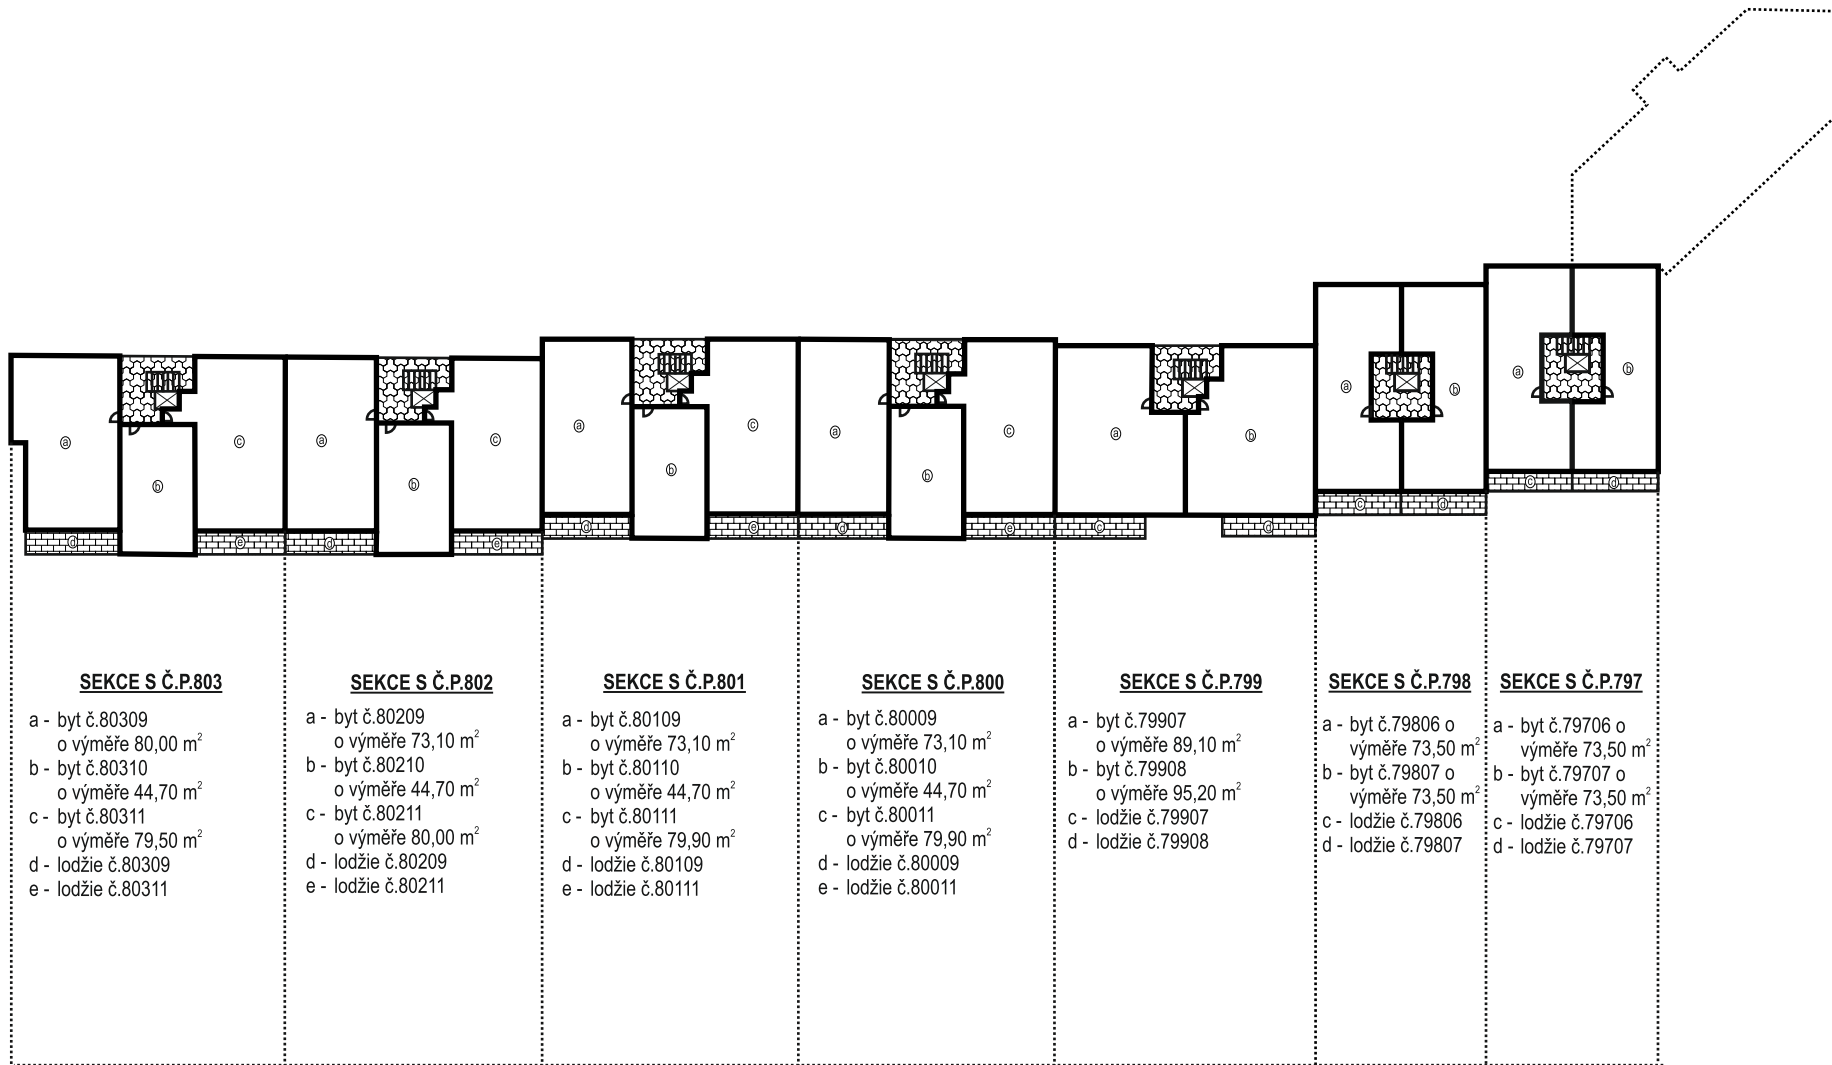 SEKCE S Č.P.803
a - byt č.80309
o výměře 80,00 m²
b - byt č.80310
o výměře 44,70 m²
c - byt č.80311
o výměře 79,50 m²
d - lodžie č.80309
e - lodžie č.80311
SEKCE S Č.P.802
a - byt č.80209
o výměře 73,10 m²
b - byt č.80210
o výměře 44,70 m²
c - byt č.80211
o výměře 80,00 m²
d - lodžie č.80209
e - lodžie č.80211
SEKCE S Č.P.801
a - byt č.80109
o výměře 73,10 m²
b - byt č.80110
o výměře 44,70 m²
c - byt č.80111
o výměře 79,90 m²
d - lodžie č.80109
e - lodžie č.80111
SEKCE S Č.P.800
a - byt č.80009
o výměře 73,10 m²
b - byt č.80010
o výměře 44,70 m²
c - byt č.80011
o výměře 79,90 m²
d - lodžie č.80009
e - lodžie č.80011
SEKCE S Č.P.799
a - byt č.79907
o výměře 89,10 m²
b - byt č.79908
o výměře 95,20 m²
c - lodžie č.79907
d - lodžie č.79908
SEKCE S Č.P.798
a - byt č.79806 o
výměře 73,50 m²
b - byt č.79807 o
výměře 73,50 m²
c - lodžie č.79806
d - lodžie č.79807
SEKCE S Č.P.797
a - byt č.79706 o
výměře 73,50 m²
b - byt č.79707 o
výměře 73,50 m²
c - lodžie č.79706
d - lodžie č.79707
a
b
c
d
e
a
b
c
d
e
a
b
c
d
e
a
b
c
d
e
a
b
c
d
a
b
c
d
a
b
c
d